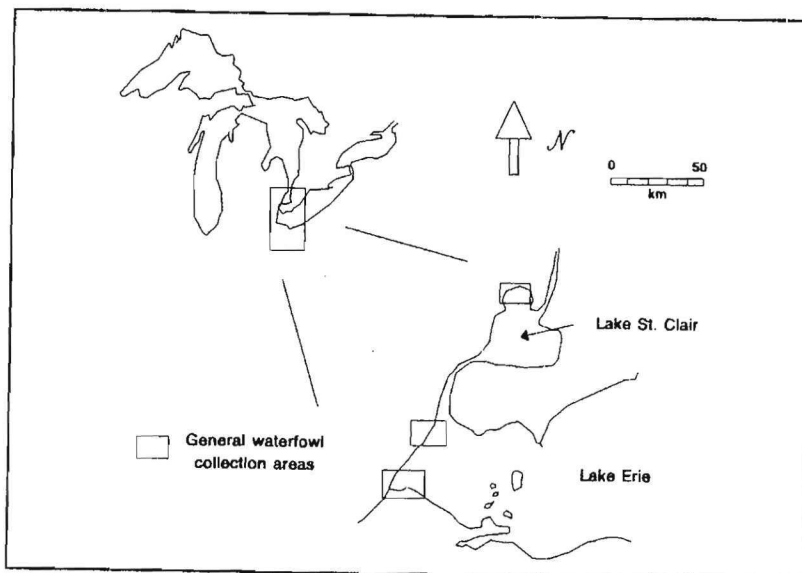 N
0 50
km
Lake St. Clair
General waterfowl
collection areas
Lake Erie